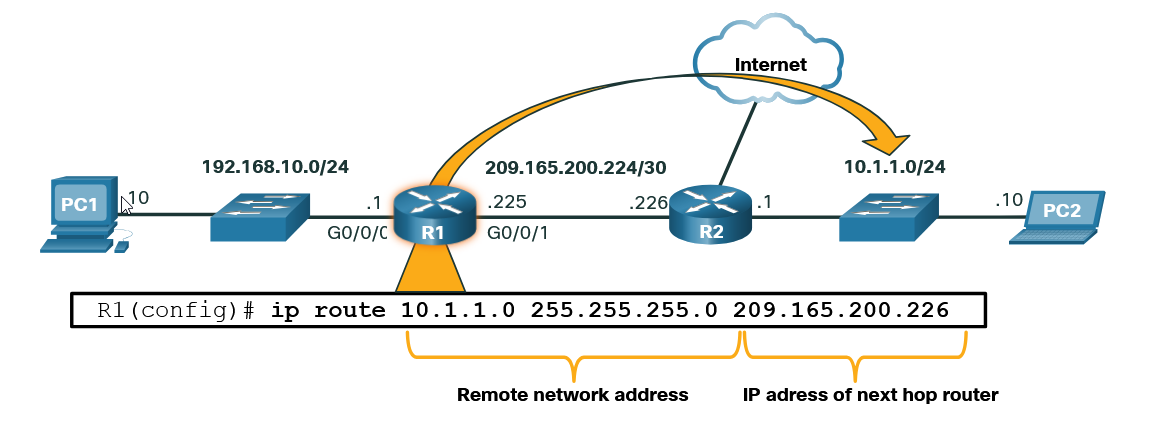 Internet
192.168.10.0/24
209.165.200.224/30
10.1.1.0/24
PC1
.10
.1
G0/0/0
R1
.225
G0/0/1
.226
R2
.1
.10
PC2
R1(config)# ip route 10.1.1.0 255.255.255.0 209.165.200.226
Remote network address
IP adress of next hop router